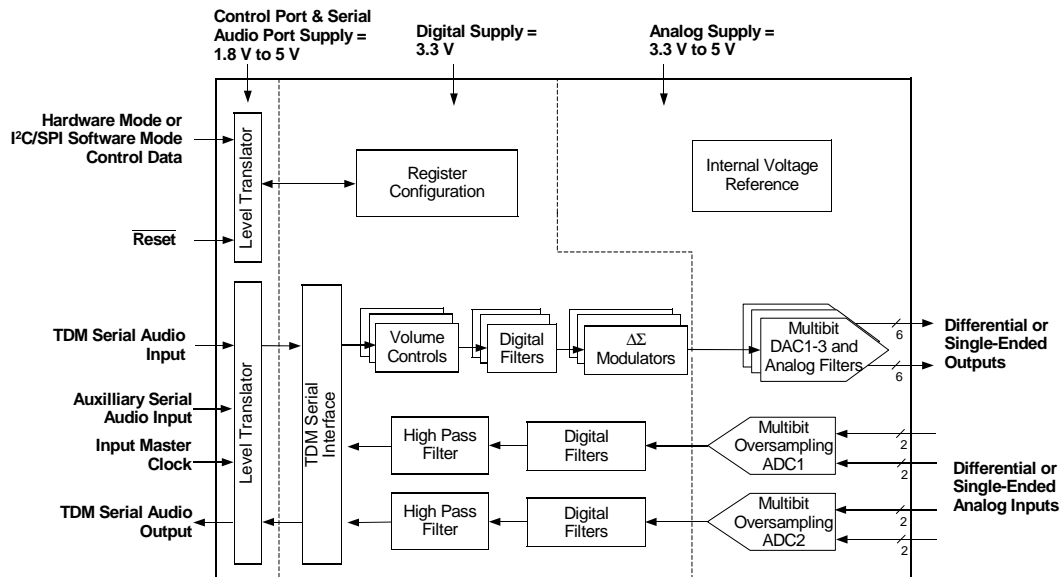 Control Port & Serial
Audio Port Supply =
1.8 V to 5 V
Digital Supply =
3.3 V
Analog Supply =
3.3 V to 5 V
Hardware Mode or
I²C/SPI Software Mode
Control Data
Reset
Level Translator
Register
Configuration
Internal Voltage
Reference
TDM Serial Audio
Input
Auxilliary Serial
Audio Input
Input Master
Clock
TDM Serial Audio
Output
Level Translator
TDM Serial
Interface
Volume
Controls
Digital
Filters
ΔΣ
Modulators
Multibit
DAC1-3 and
Analog Filters
6
6
Differential or
Single-Ended
Outputs
High Pass
Filter
Digital
Filters
Multibit
Oversampling
ADC1
2
2
High Pass
Filter
Digital
Filters
Multibit
Oversampling
ADC2
2
2
Differential or
Single-Ended
Analog Inputs